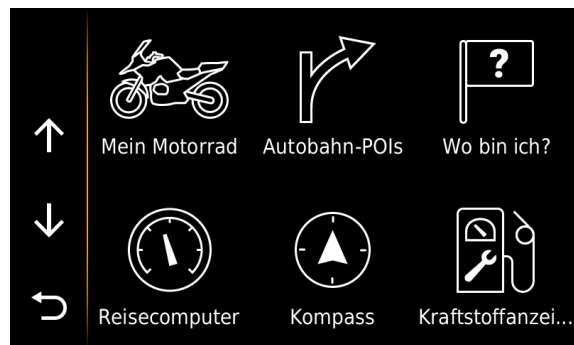 ?
Mein Motorrad
Autobahn-POIs
Wo bin ich?
Reisecomputer
Kompass
Kraftstoffanzei...